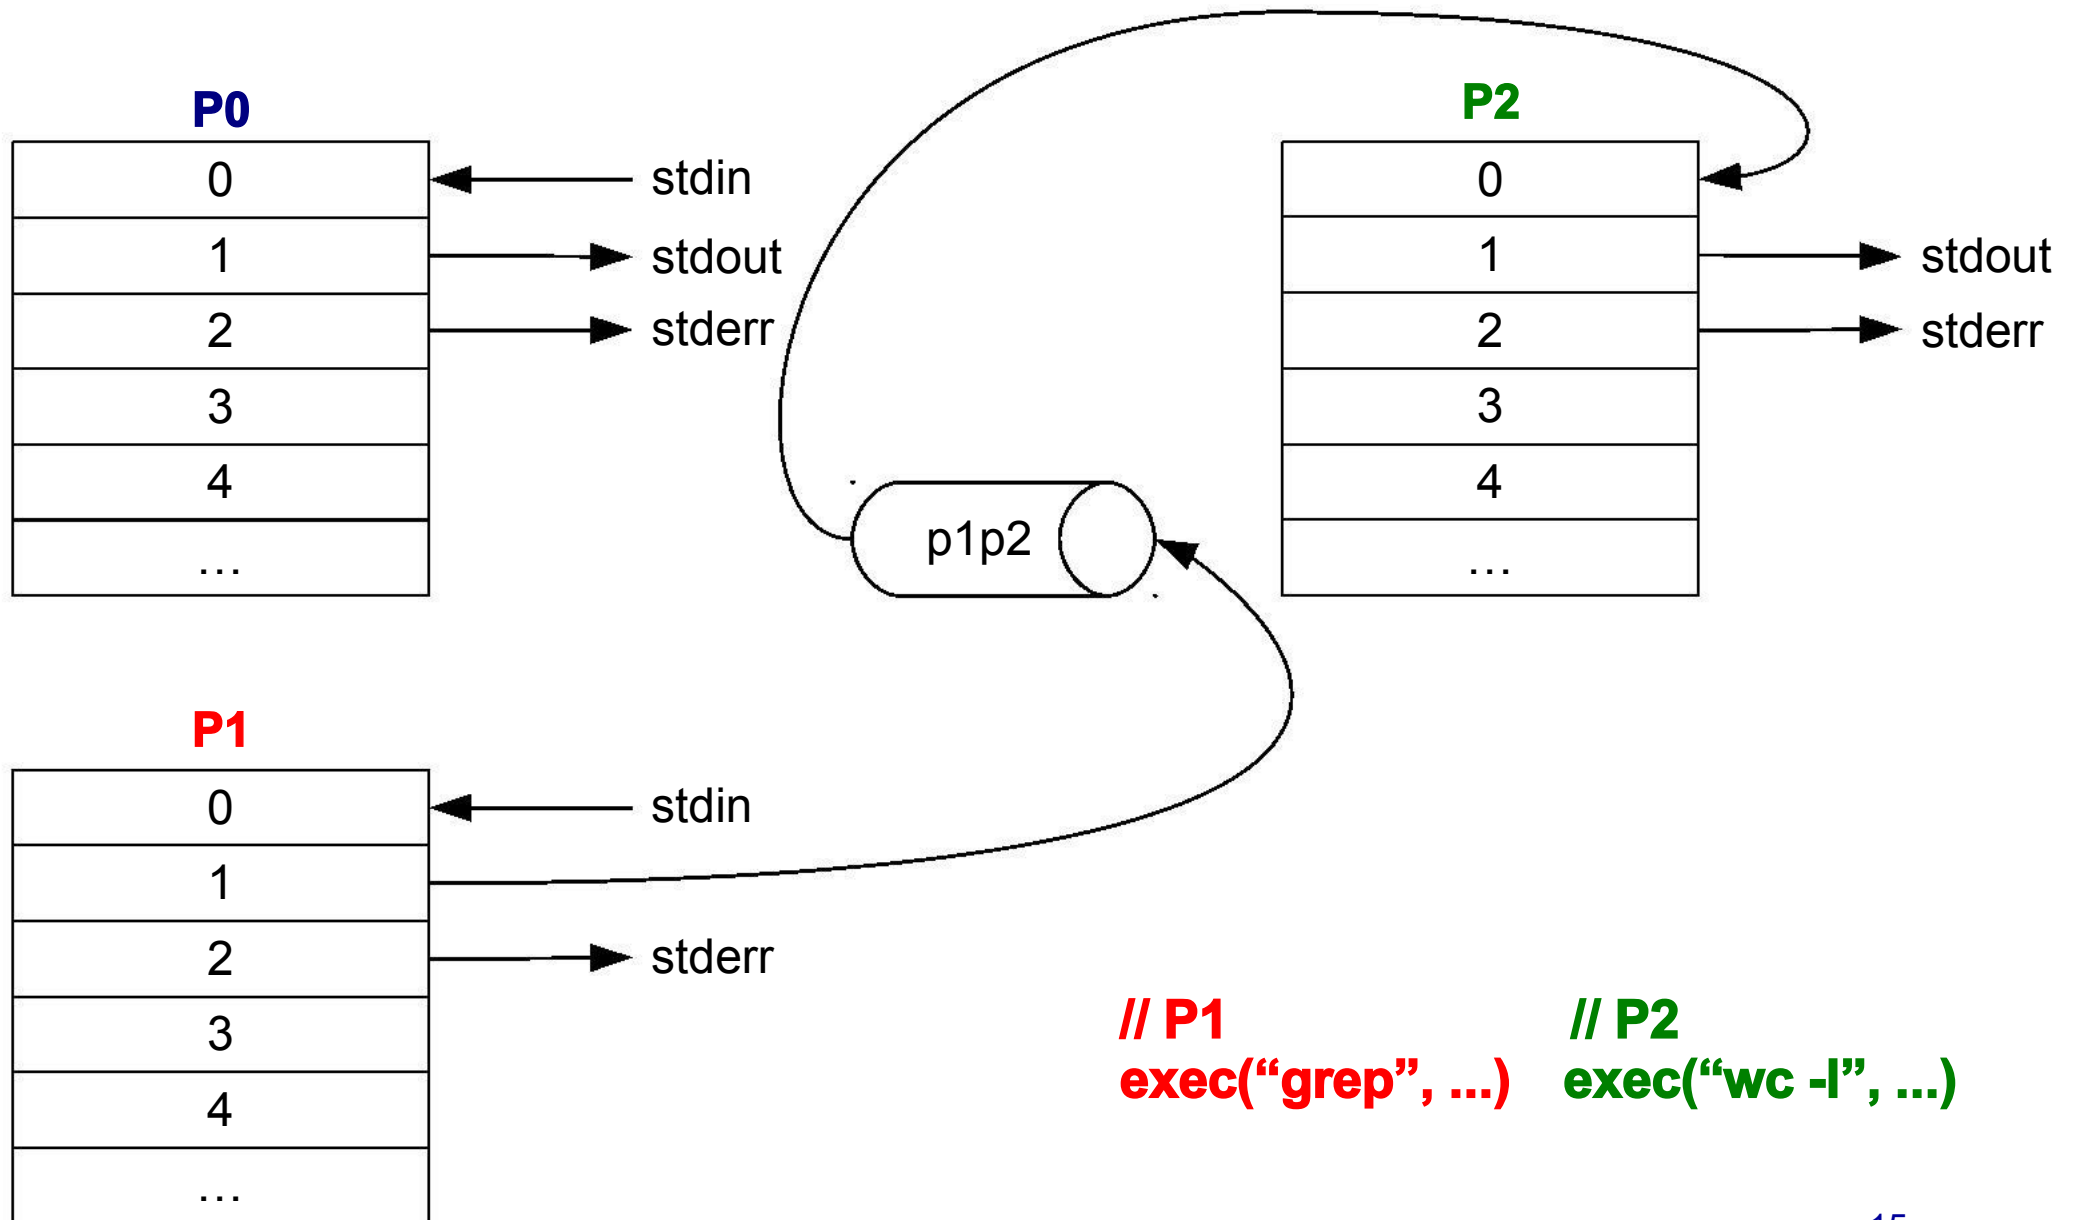 P0
0
stdin
1
stdout
2
stderr
3
4
...
P2
0
1
stdout
2
stderr
3
4
...
p1p2
P1
0
stdin
1
2
stderr
3
4
...
// P1
exec(“grep”, ...)
// P2
exec(“wc -l”, ...)